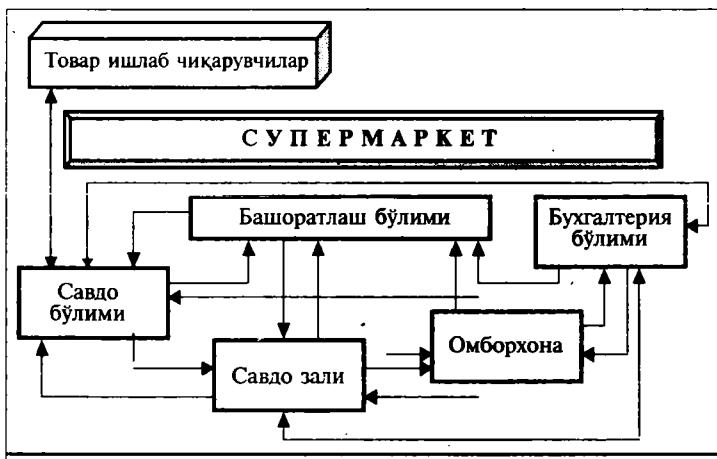 Товар ишлаб чиқарувчилар
СУПЕРМАРКЕТ
Башоратлаш бўлими
Бухгалтерия
бўлими
Савдо
бўлими
Омборхона
Савдо зали